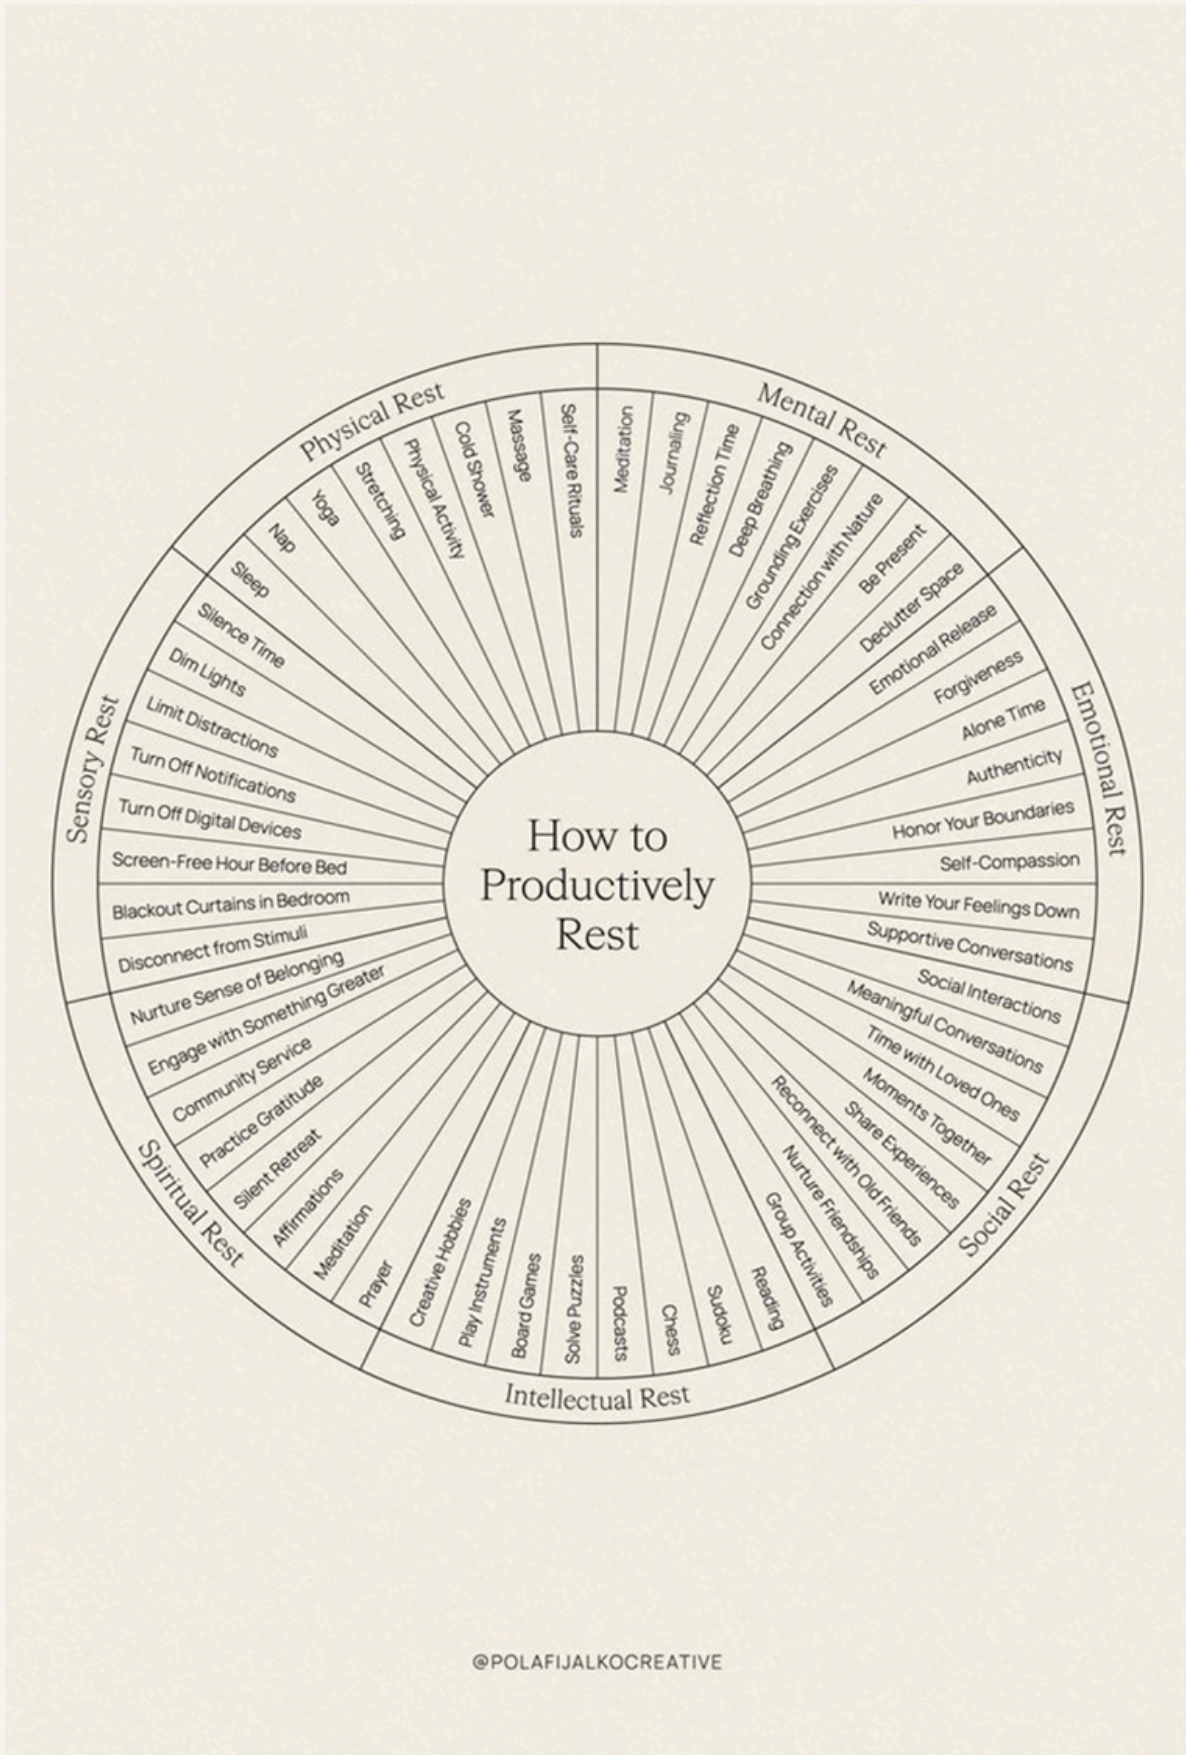 How to
Productively
Rest
Mental Rest
Meditation
Journaling
Reflection Time
Deep Breathing
Grounding Exercises
Connection with Nature
Be Present
Declutter Space
Emotional Rest
Emotional Release
Forgiveness
Alone Time
Authenticity
Honor Your Boundaries
Self-Compassion
Write Your Feelings Down
Supportive Conversations
Social Rest
Social Interactions
Meaningful Conversations
Time with Loved Ones
Moments Together
Share Experiences
Reconnect with Old Friends
Nurture Friendships
Group Activities
Intellectual Rest
Reading
Sudoku
Chess
Podcasts
Solve Puzzles
Board Games
Play Instruments
Creative Hobbies
Spiritual Rest
Prayer
Meditation
Affirmations
Silent Retreat
Practice Gratitude
Community Service
Engage with Something Greater
Nurture Sense of Belonging
Sensory Rest
Disconnect from Stimuli
Blackout Curtains in Bedroom
Screen-Free Hour Before Bed
Turn Off Digital Devices
Turn Off Notifications
Limit Distractions
Dim Lights
Silence Time
Physical Rest
Sleep
Nap
Yoga
Stretching
Physical Activity
Cold Shower
Massage
Self-Care Rituals
@POLAFIJALKOCREATIVE